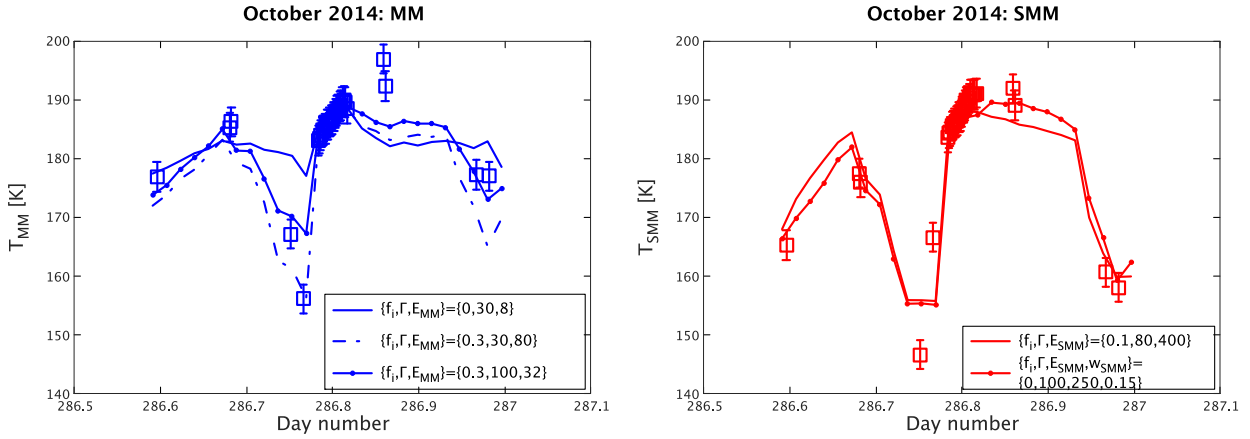 October 2014: MM
T_MM [K]
200
190
180
170
160
150
140
286.5
286.6
286.7
286.8
286.9
287
287.1
Day number
{f_i,Γ,E_MM}={0,30,8}
{f_i,Γ,E_MM}={0.3,30,80}
{f_i,Γ,E_MM}={0.3,100,32}
October 2014: SMM
T_SMM [K]
200
190
180
170
160
150
140
286.5
286.6
286.7
286.8
286.9
287
287.1
Day number
{f_i,Γ,E_SMM}={0.1,80,400}
{f_i,Γ,E_SMM,w_SMM}=
{0,100,250,0.15}